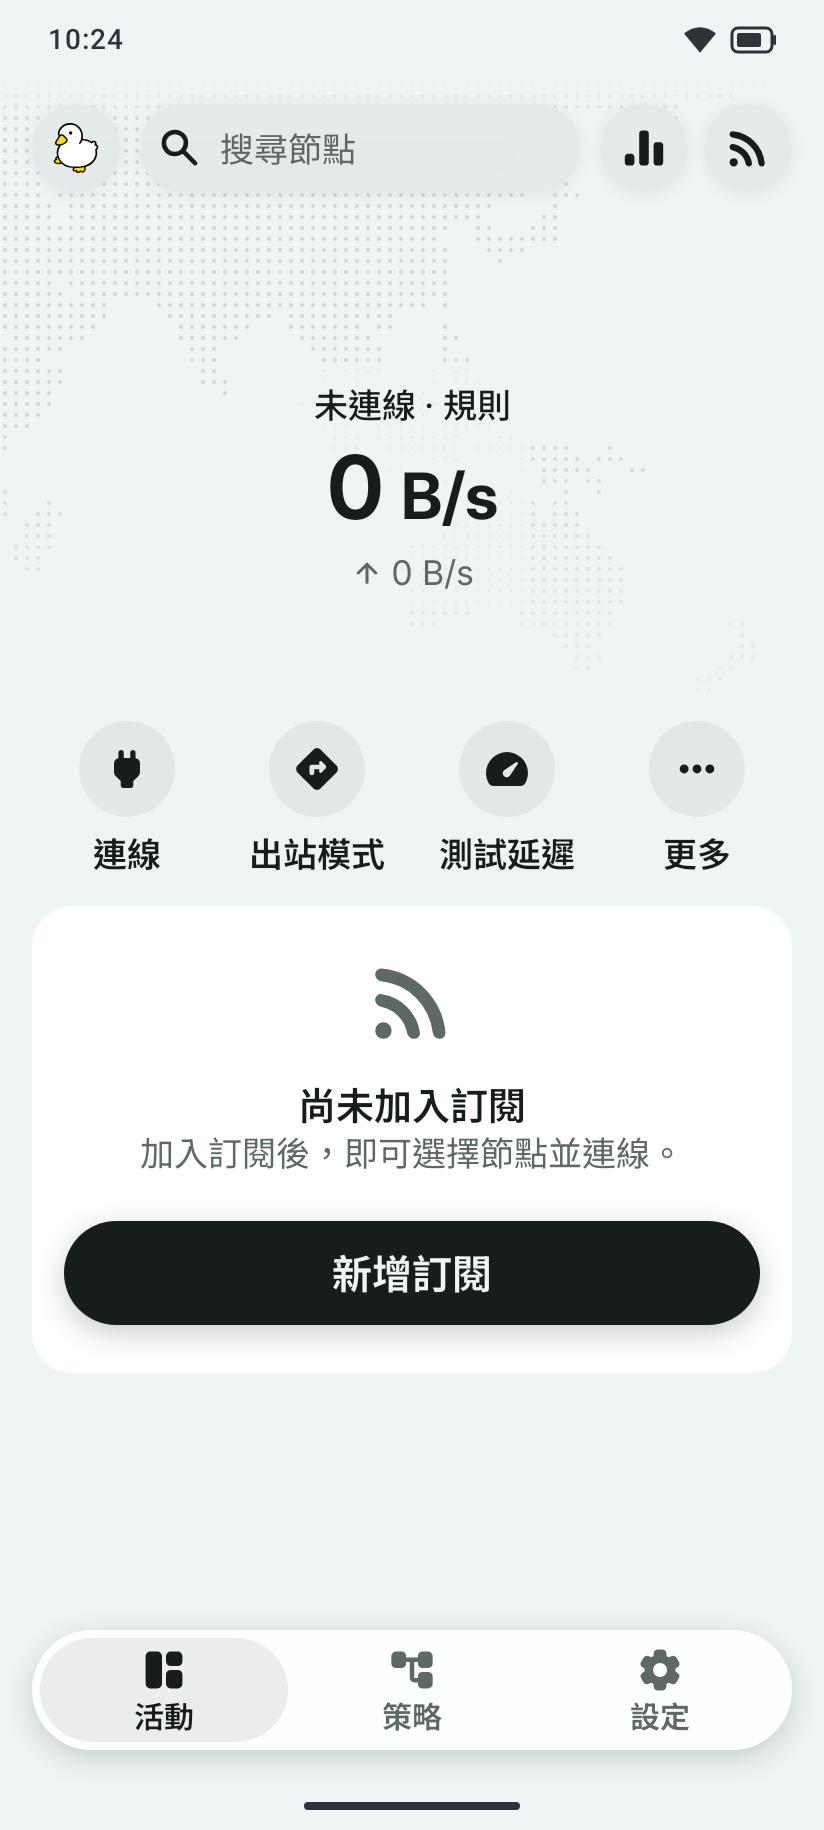 10:24
搜尋節點
未連線 · 規則
0 B/s
↑ 0 B/s
連線
出站模式
測試延遲
更多
尚未加入訂閱
加入訂閱後，即可選擇節點並連線。
新增訂閱
活動
策略
設定